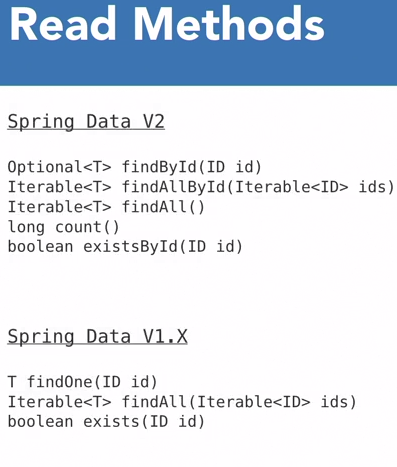 Read Methods
Spring Data V2
Optional<T> findById(ID id)
Iterable<T> findAllById(Iterable<ID> ids)
Iterable<T> findAll()
long count()
boolean existsById(ID id)
Spring Data V1.X
T findOne(ID id)
Iterable<T> findAll(Iterable<ID> ids)
boolean exists(ID id)